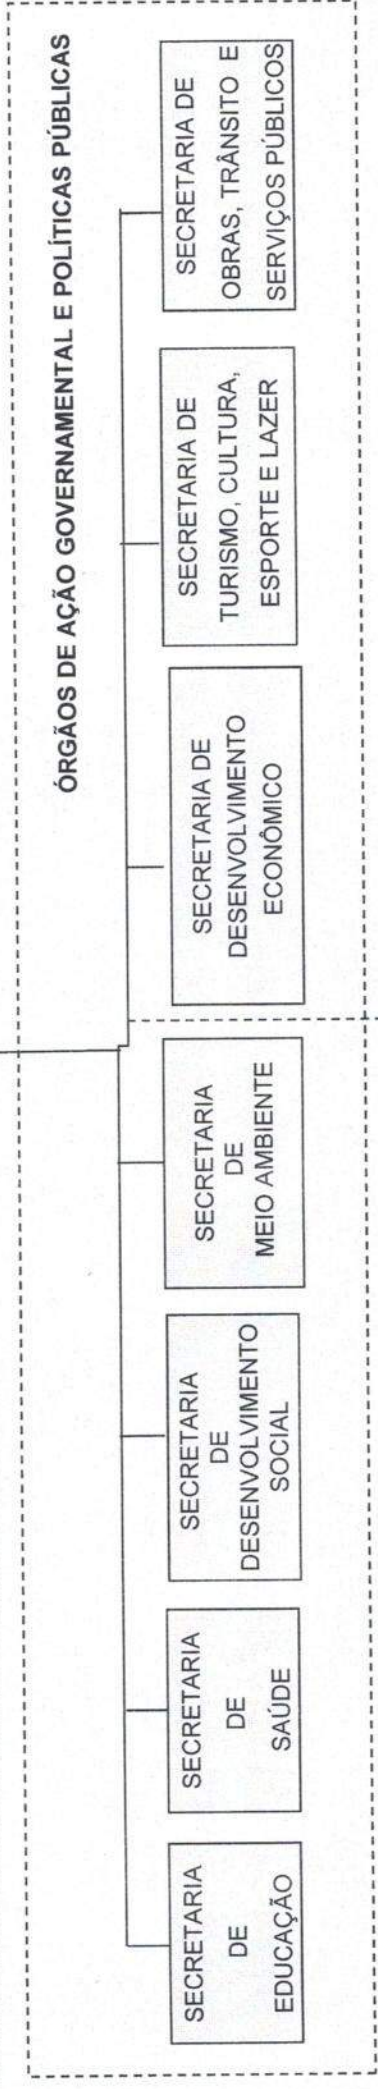 ÓRGÃOS DE AÇÃO GOVERNAMENTAL E POLÍTICAS PÚBLICAS
SECRETARIA
DE
EDUCAÇÃO
SECRETARIA
DE
SAÚDE
SECRETARIA
DE
DESENVOLVIMENTO
SOCIAL
SECRETARIA
DE
MEIO AMBIENTE
SECRETARIA DE
DESENVOLVIMENTO
ECONÔMICO
SECRETARIA DE
TURISMO, CULTURA,
ESPORTE E LAZER
SECRETARIA DE
OBRAS, TRÂNSITO E
SERVIÇOS PÚBLICOS